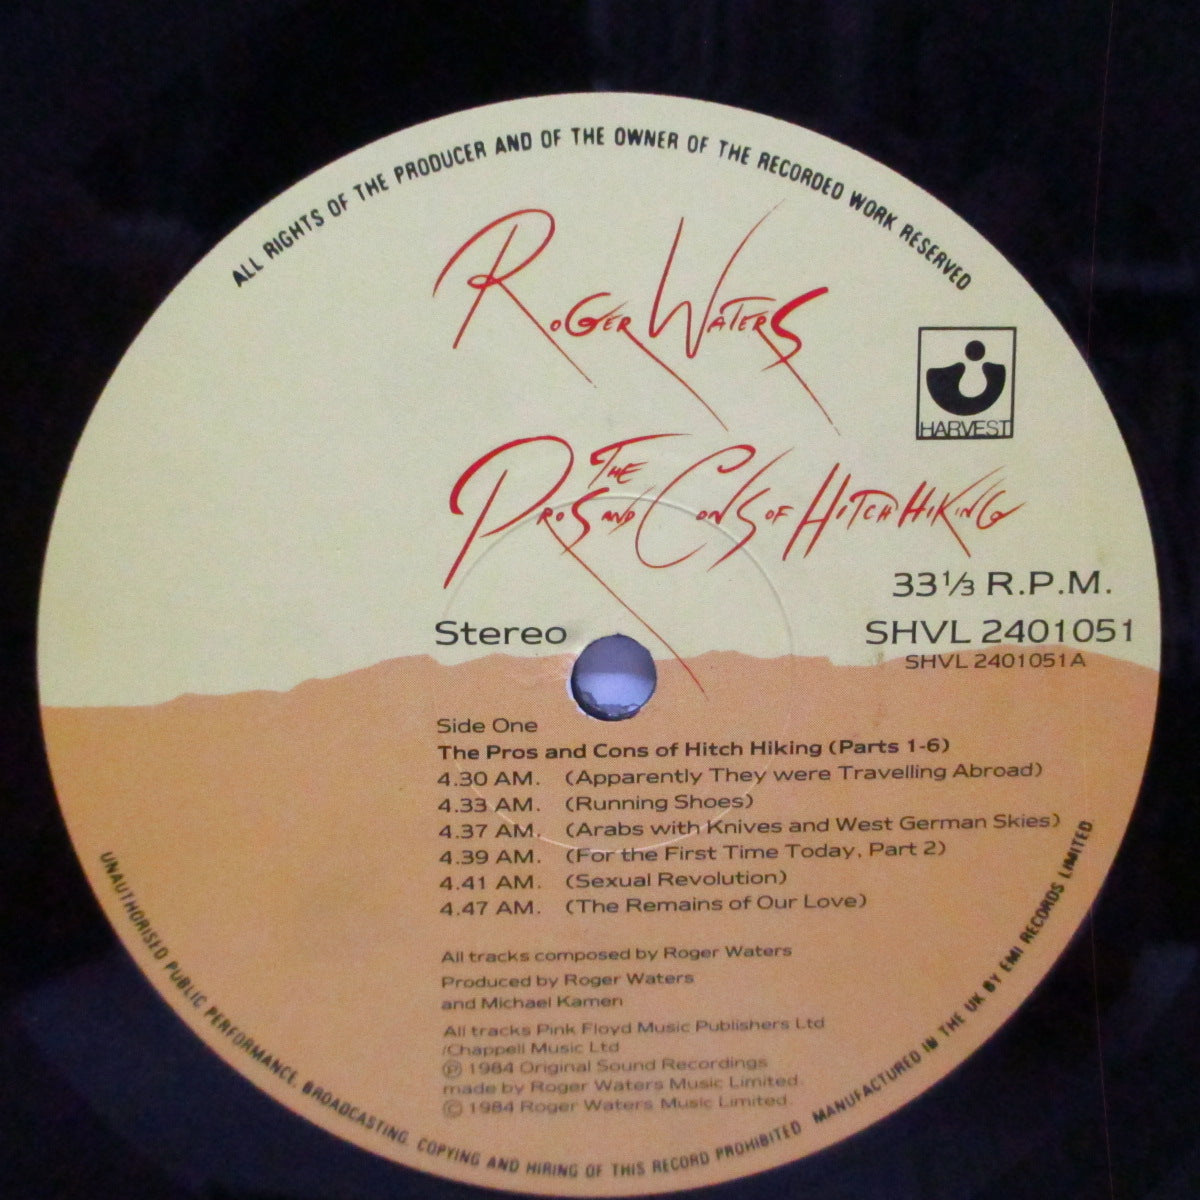 ALL RIGHTS OF THE PRODUCER AND OF THE OWNER OF THE RECORDED WORK RESERVED
ROGER WATERS
HARVEST
THE
PROS AND CONS OF HITCH HIKING
33⅓ R.P.M.
Stereo
SHVL 2401051
SHVL 2401051A
Side One
The Pros and Cons of Hitch Hiking (Parts 1-6)
4.30 AM. (Apparently They were Travelling Abroad)
4.33 AM. (Running Shoes)
4.37 AM. (Arabs with Knives and West German Skies)
4.39 AM. (For the First Time Today, Part 2)
4.41 AM. (Sexual Revolution)
4.47 AM. (The Remains of Our Love)
All tracks composed by Roger Waters
Produced by Roger Waters
and Michael Kamen
All tracks Pink Floyd Music Publishers Ltd
/Chappell Music Ltd
℗ 1984 Original Sound Recordings
made by Roger Waters Music Limited.
© 1984 Roger Waters Music Limited.
UNAUTHORISED PUBLIC PERFORMANCE, BROADCASTING, COPYING AND HIRING OF THIS RECORD PROHIBITED MANUFACTURED IN THE UK BY EMI RECORDS LIMITED